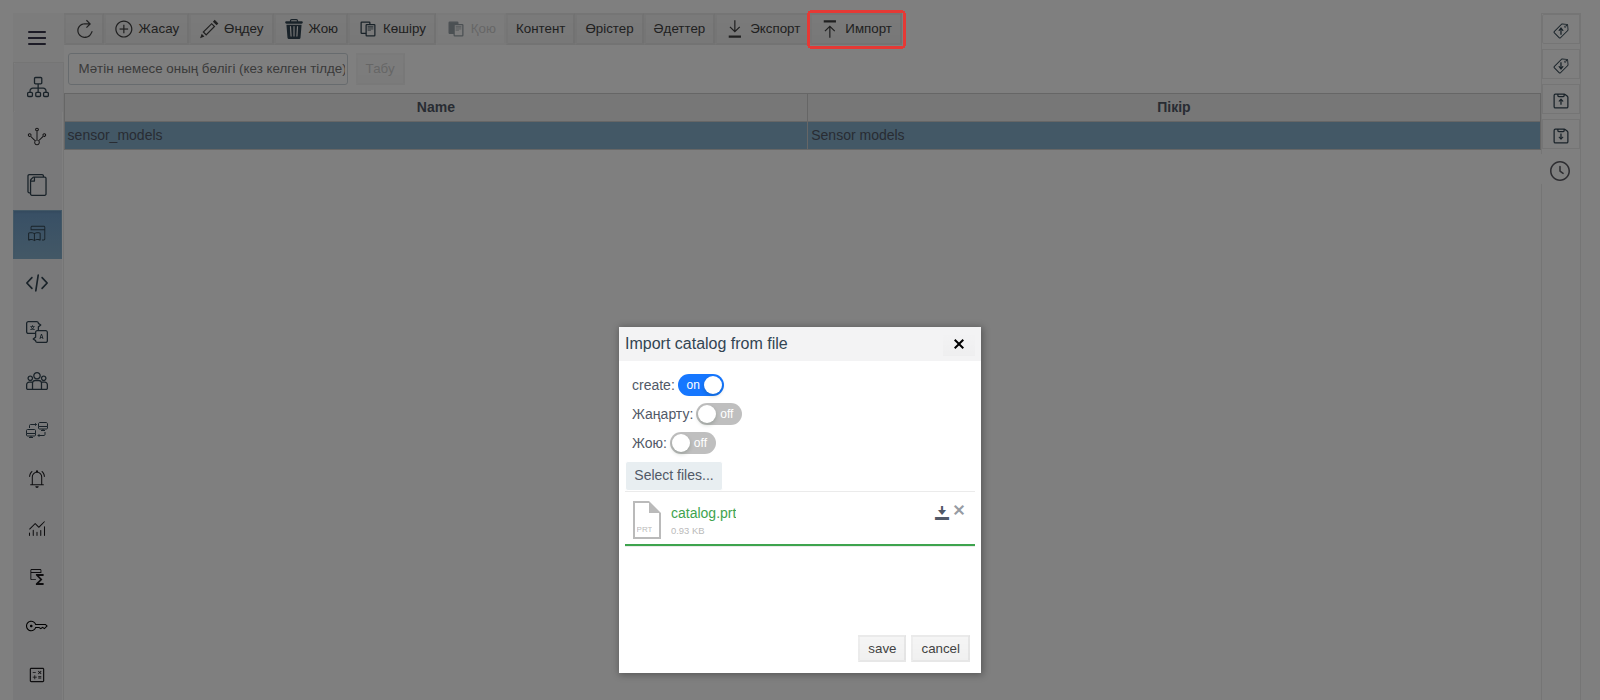 Жасау Өңдеу Жою Көшіру Қою Контент Өрістер Әдеттер Экспорт Импорт
Мәтін немесе оның бөлігі (кез келген тілде) Табу
Name Пікір
sensor_models Sensor models
Import catalog from file
create: on
Жаңарту: off
Жою: off
Select files...
catalog.prt
PRT 0.93 KB
save cancel